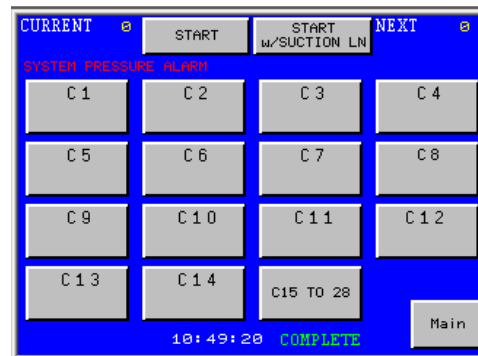 CURRENT 0 START START w/SUCTION LN NEXT 0
SYSTEM PRESSURE ALARM
C1 C2 C3 C4
C5 C6 C7 C8
C9 C10 C11 C12
C13 C14 C15 TO 28
Main
10:49:20 COMPLETE